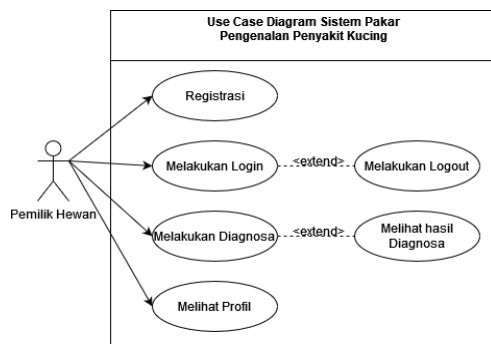 Use Case Diagram Sistem Pakar
Pengenalan Penyakit Kucing
Registrasi
Melakukan Login
<extend>
Melakukan Logout
Pemilik Hewan
Melakukan Diagnosa
<extend>
Melihat hasil
Diagnosa
Melihat Profil